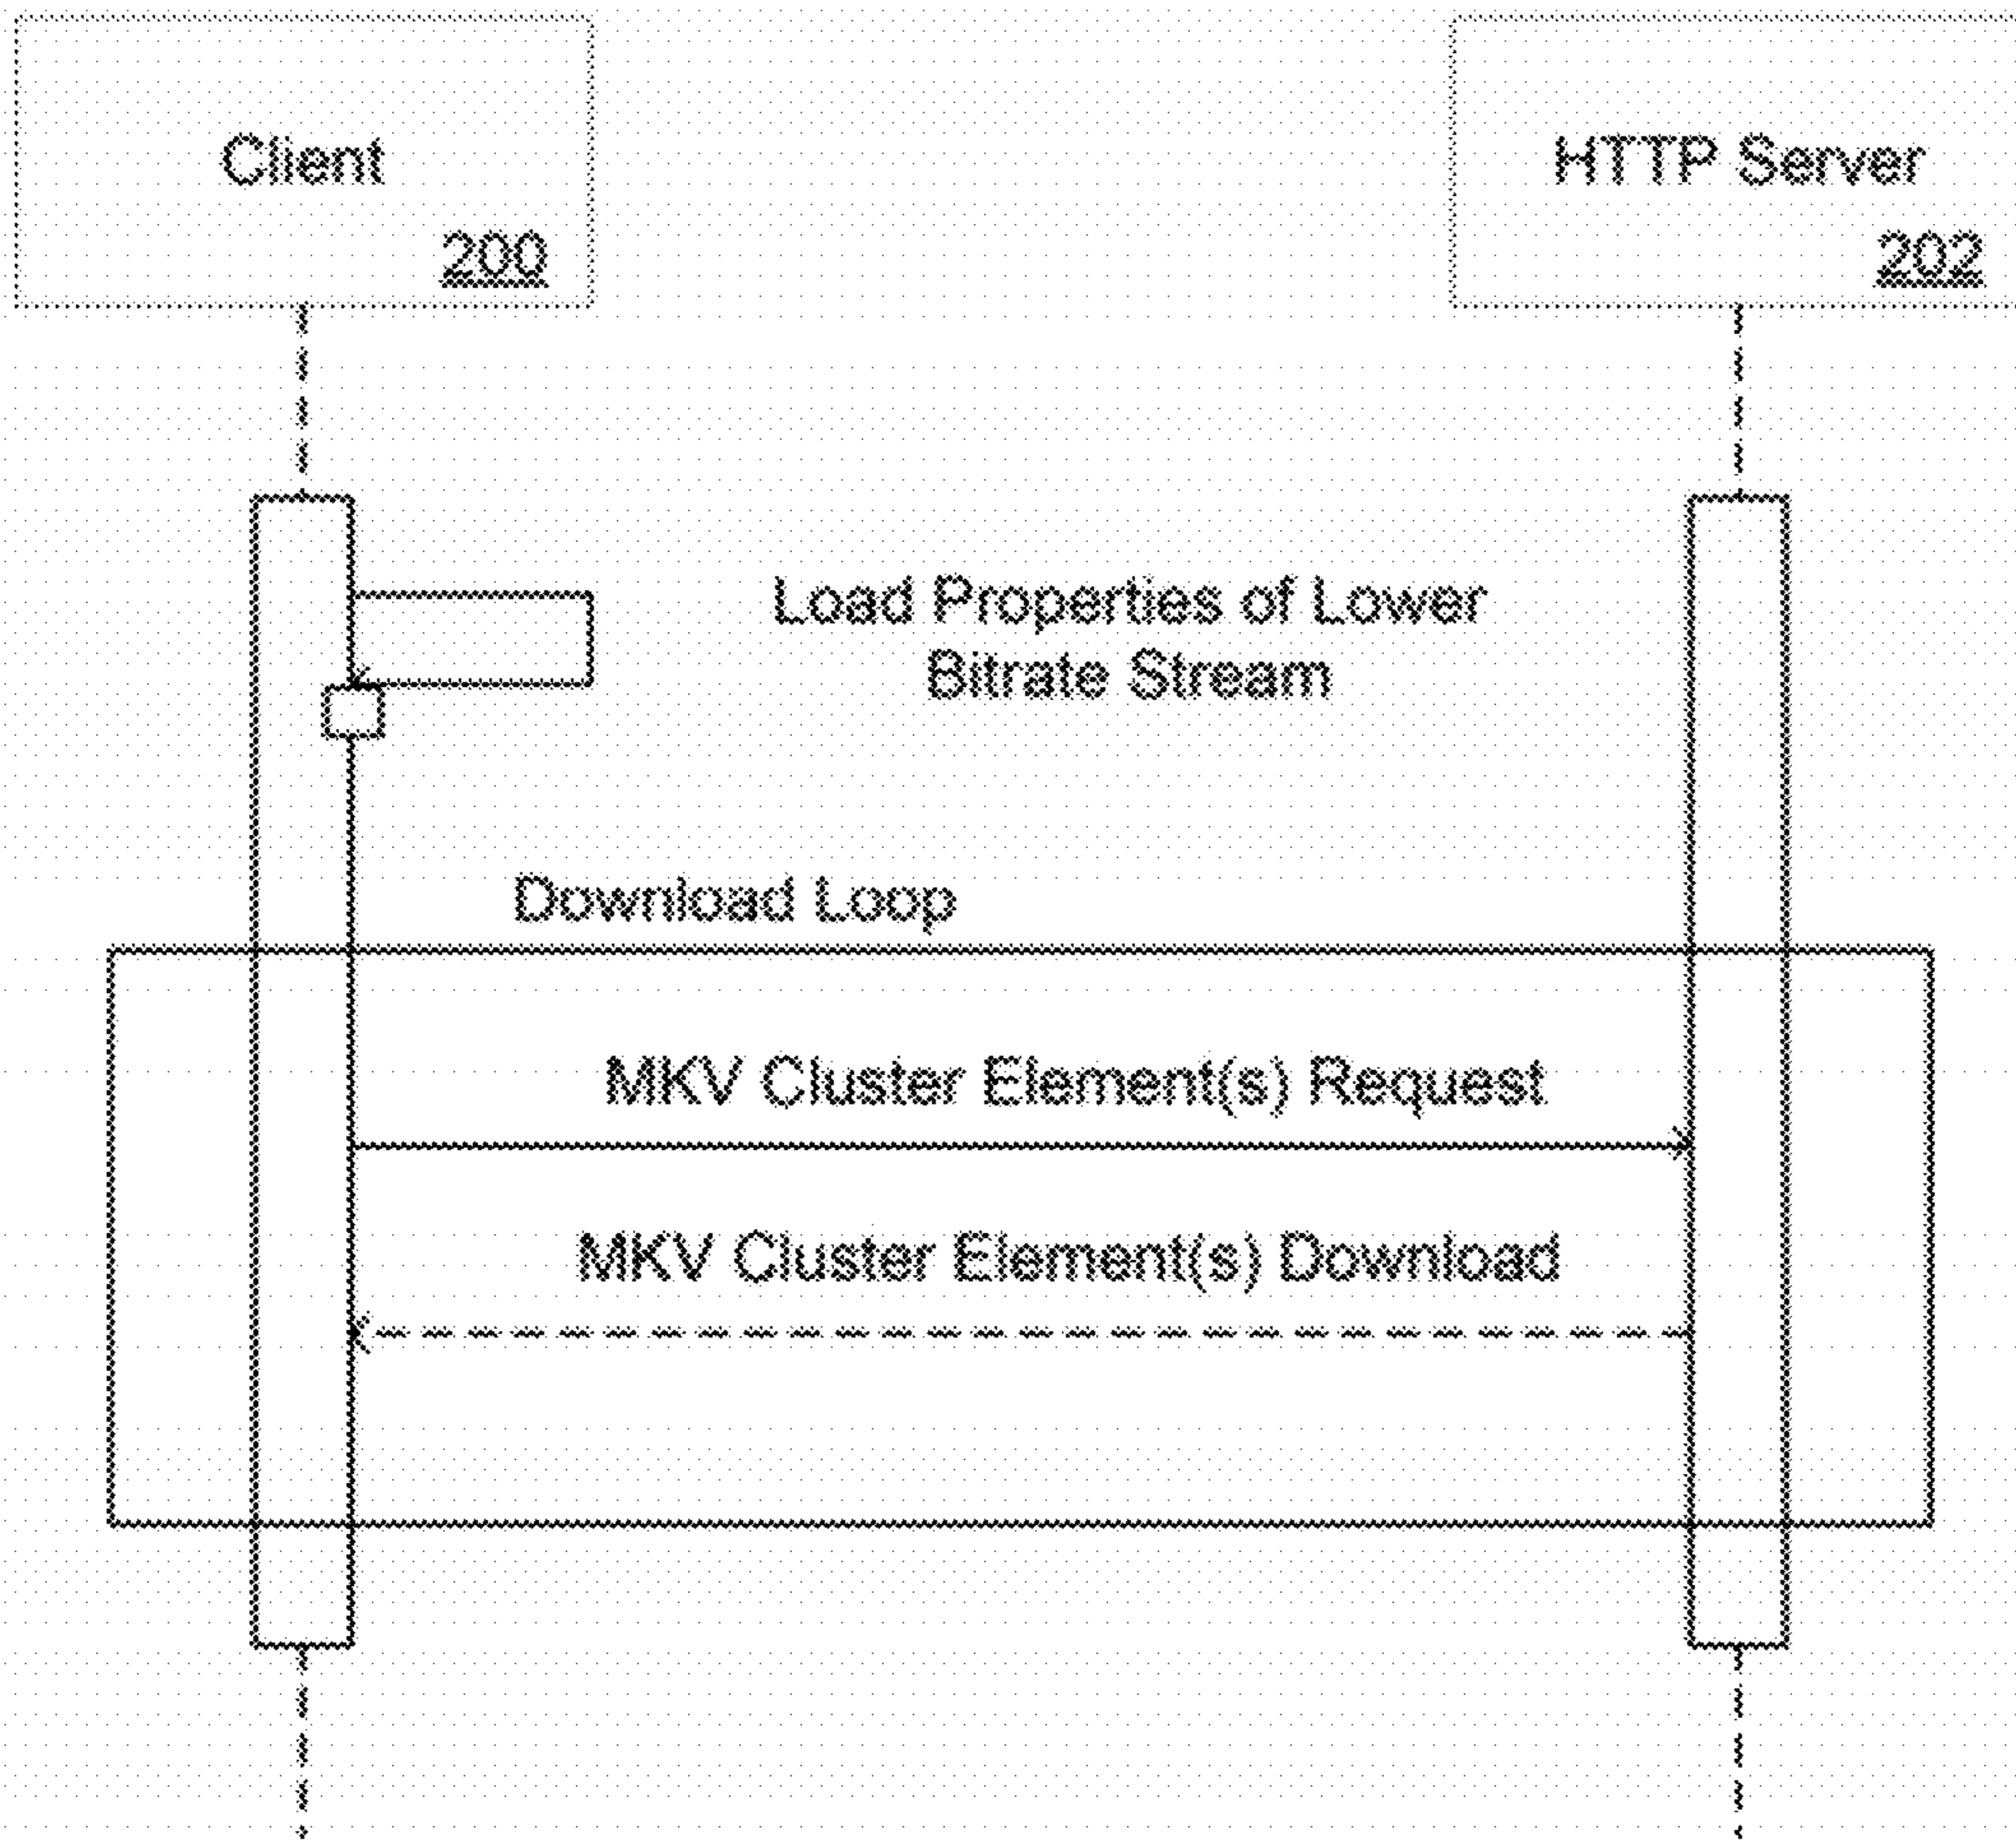 Client
200
HTTP Server
202
Load Properties of Lower
Bitrate Stream
Download Loop
MKV Cluster Element(s) Request
MKV Cluster Element(s) Download